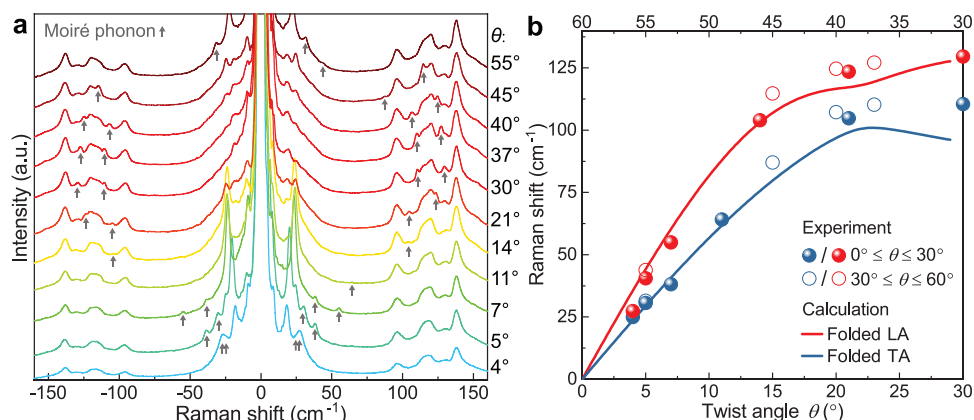 a
Moiré phonon
θ:
55°
45°
40°
37°
30°
21°
14°
11°
7°
5°
4°
Intensity (a.u.)
-150 -100 -50 0 50 100 150
Raman shift (cm⁻¹)
b
60 55 50 45 40 35 30
125
100
75
50
25
0
Raman shift (cm⁻¹)
Experiment
/ 0° ≤ θ ≤ 30°
/ 30° ≤ θ ≤ 60°
Calculation
Folded LA
Folded TA
0 5 10 15 20 25 30
Twist angle θ (°)